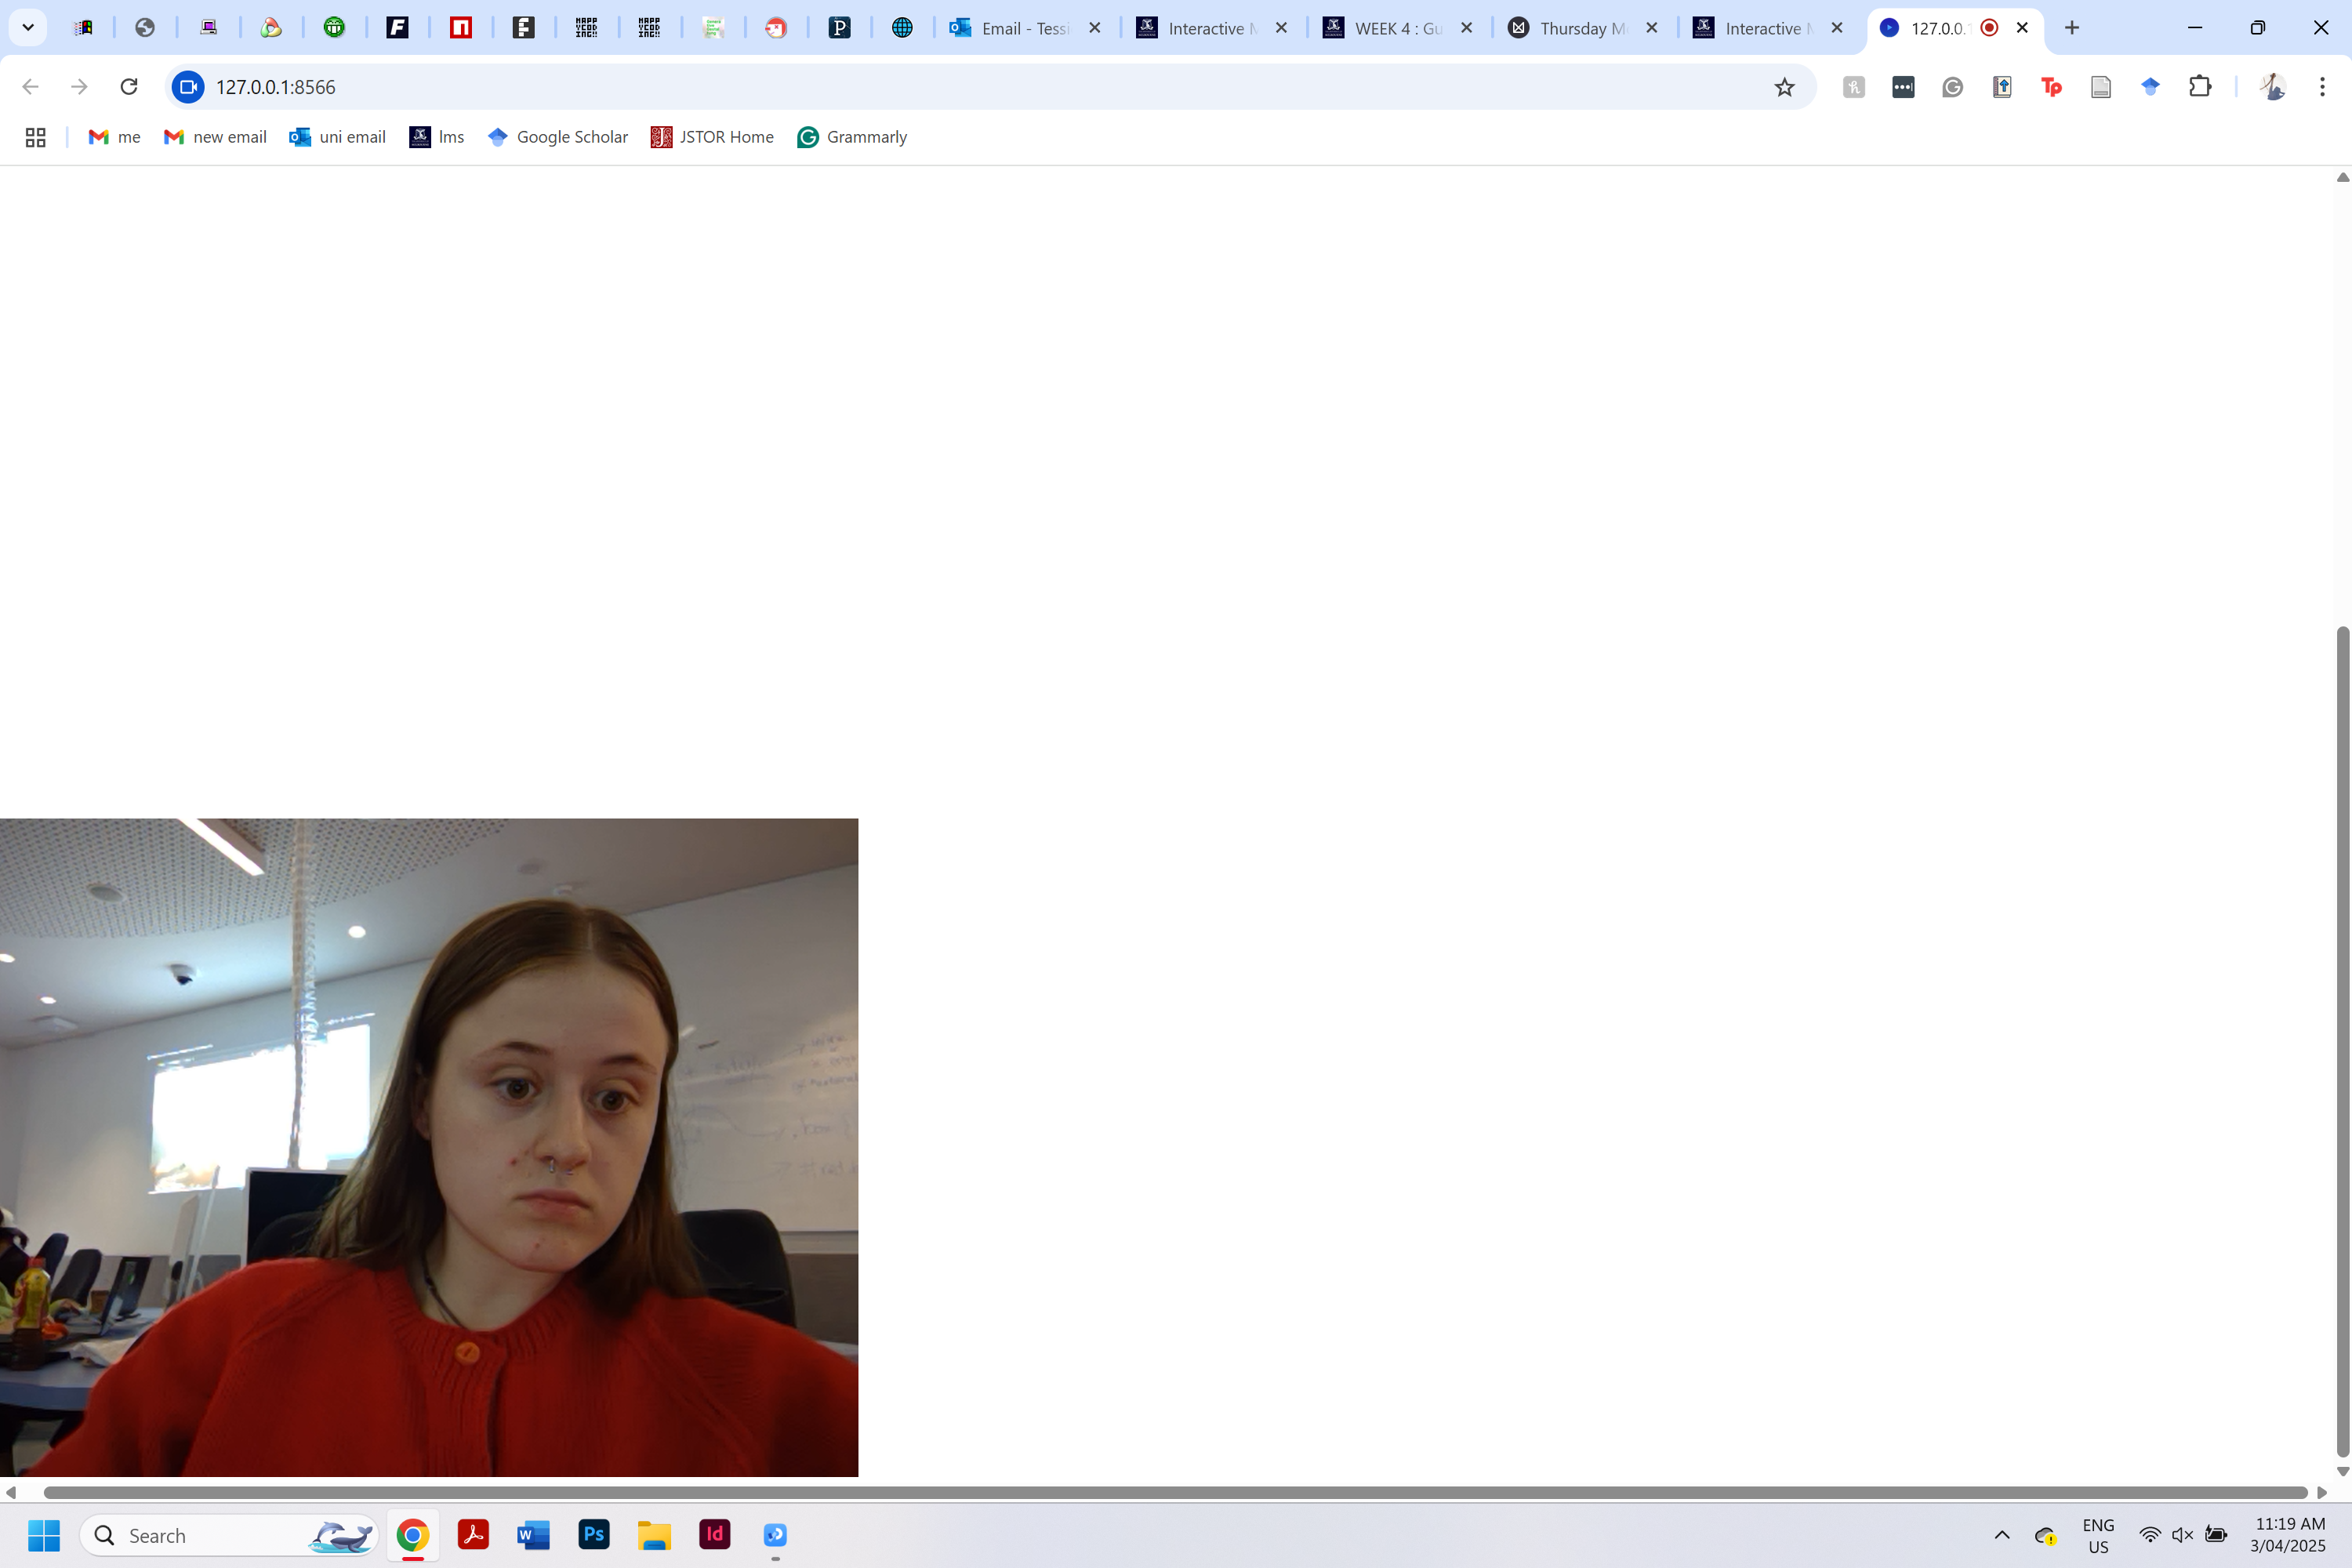 Email - Tessi
Interactive M
WEEK 4 : Gu
Thursday M
Interactive M
127.0.0.1
127.0.0.1:8566
me
new email
uni email
lms
Google Scholar
JSTOR Home
Grammarly
Search
ENG
US
11:19 AM
3/04/2025